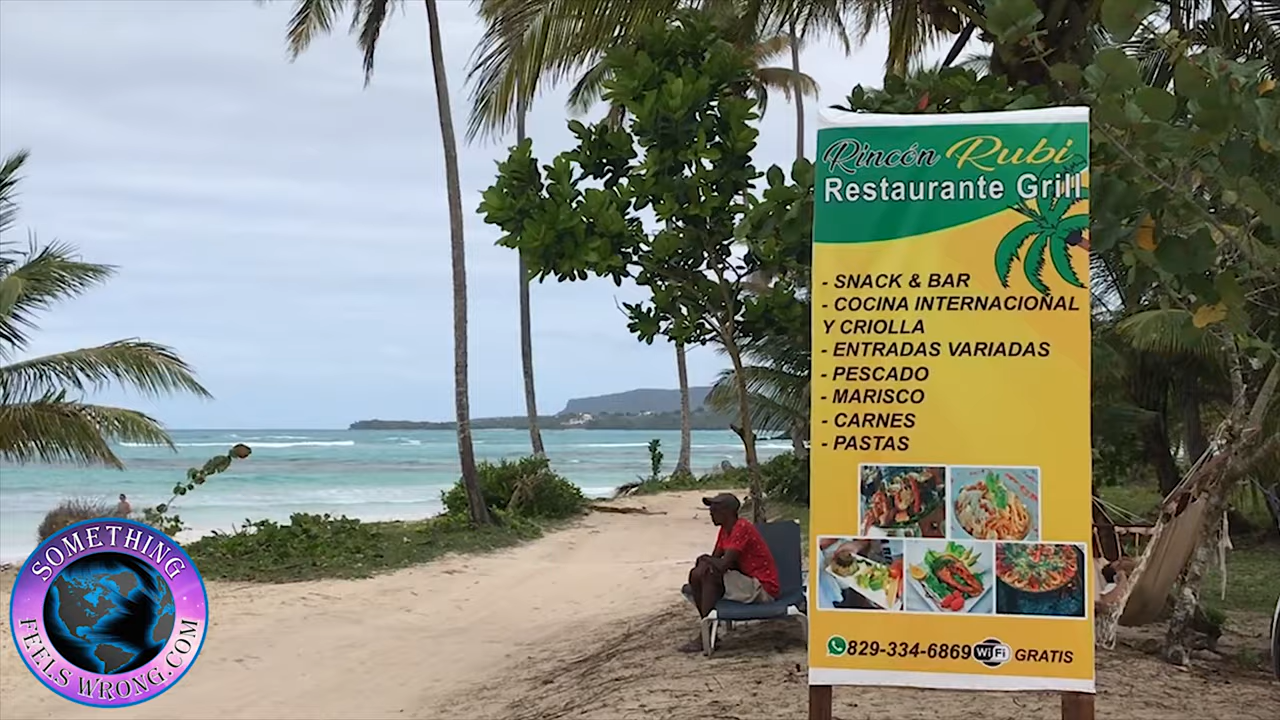 Rincón Rubi
Restaurante Grill
- SNACK & BAR
- COCINA INTERNACIONAL
Y CRIOLLA
- ENTRADAS VARIADAS
- PESCADO
- MARISCO
- CARNES
- PASTAS
829-334-6869 WiFi GRATIS
SOMETHING
FEELS WRONG.COM